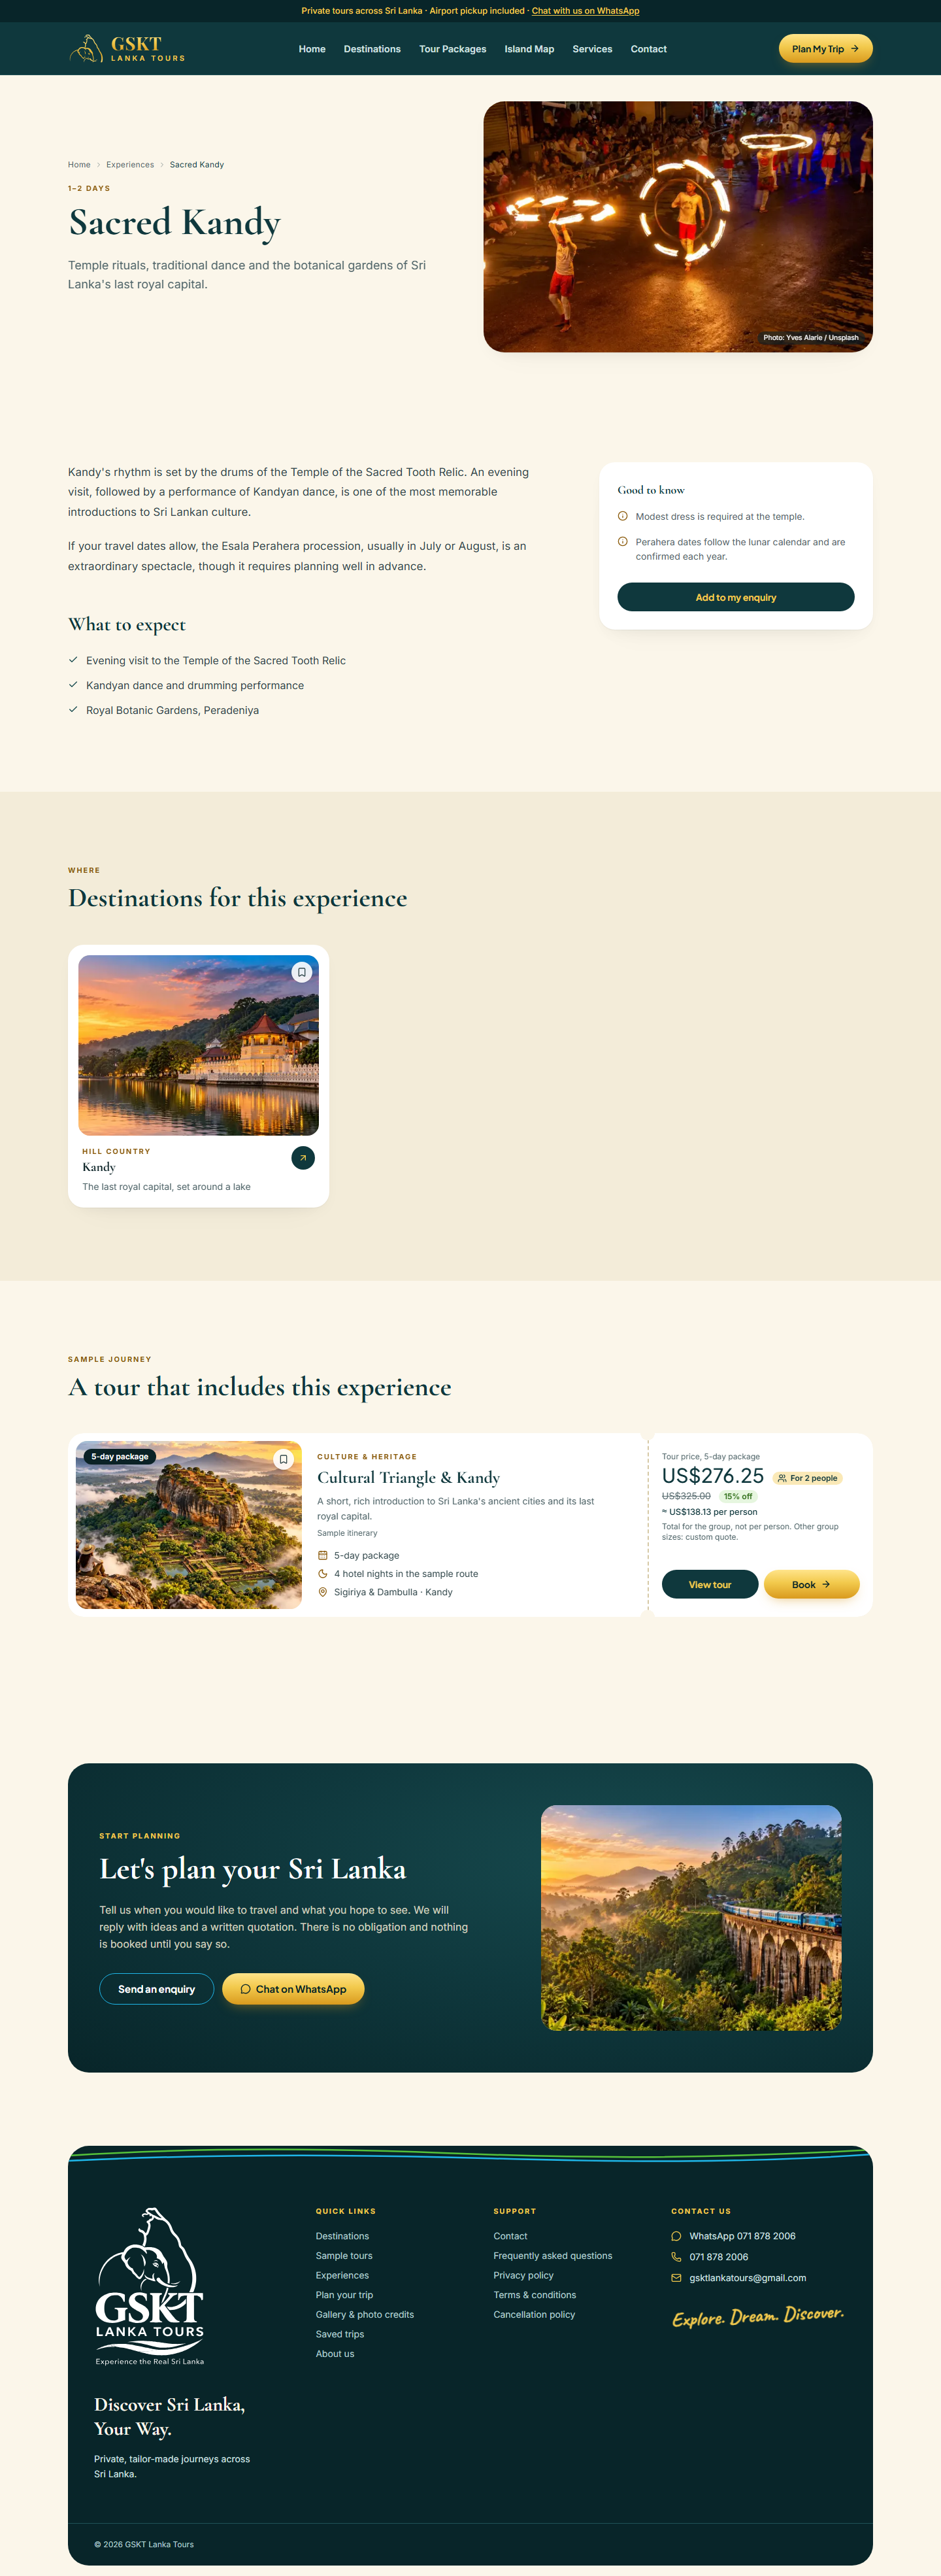 Private tours across Sri Lanka · Airport pickup included · Chat with us on WhatsApp
GSKT
LANKA TOURS
Home
Destinations
Tour Packages
Island Map
Services
Contact
Plan My Trip →
Home › Experiences › Sacred Kandy
1–2 DAYS
Sacred Kandy
Temple rituals, traditional dance and the botanical gardens of Sri
Lanka's last royal capital.
Photo: Yves Alarie / Unsplash
Kandy's rhythm is set by the drums of the Temple of the Sacred Tooth Relic. An evening
visit, followed by a performance of Kandyan dance, is one of the most memorable
introductions to Sri Lankan culture.
If your travel dates allow, the Esala Perahera procession, usually in July or August, is an
extraordinary spectacle, though it requires planning well in advance.
What to expect
Evening visit to the Temple of the Sacred Tooth Relic
Kandyan dance and drumming performance
Royal Botanic Gardens, Peradeniya
Good to know
Modest dress is required at the temple.
Perahera dates follow the lunar calendar and are
confirmed each year.
Add to my enquiry
WHERE
Destinations for this experience
HILL COUNTRY
Kandy
The last royal capital, set around a lake
SAMPLE JOURNEY
A tour that includes this experience
5-day package
CULTURE & HERITAGE
Cultural Triangle & Kandy
A short, rich introduction to Sri Lanka's ancient cities and its last
royal capital.
Sample itinerary
5-day package
4 hotel nights in the sample route
Sigiriya & Dambulla · Kandy
Tour price, 5-day package
US$276.25
For 2 people
US$325.00
15% off
≈ US$138.13 per person
Total for the group, not per person. Other group
sizes: custom quote.
View tour
Book →
START PLANNING
Let's plan your Sri Lanka
Tell us when you would like to travel and what you hope to see. We will
reply with ideas and a written quotation. There is no obligation and nothing
is booked until you say so.
Send an enquiry
Chat on WhatsApp
GSKT
LANKA TOURS
Experience the Real Sri Lanka
Discover Sri Lanka,
Your Way.
Private, tailor-made journeys across
Sri Lanka.
QUICK LINKS
Destinations
Sample tours
Experiences
Plan your trip
Gallery & photo credits
Saved trips
About us
SUPPORT
Contact
Frequently asked questions
Privacy policy
Terms & conditions
Cancellation policy
CONTACT US
WhatsApp 071 878 2006
071 878 2006
gsktlankatours@gmail.com
Explore. Dream. Discover.
© 2026 GSKT Lanka Tours